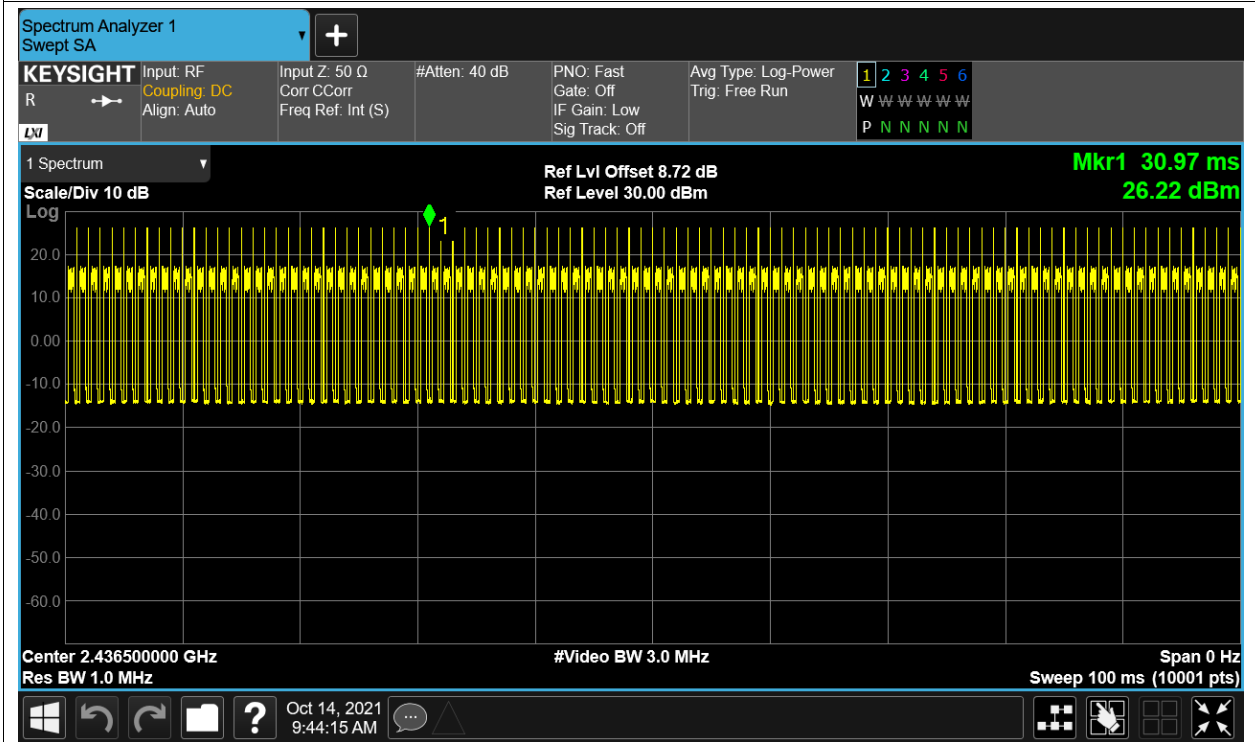 Spectrum Analyzer 1
Swept SA
+
KEYSIGHT Input: RF Input Z: 50 Ω #Atten: 40 dB PNO: Fast Avg Type: Log-Power 1 2 3 4 5 6
R Coupling: DC Corr CCorr Gate: Off Trig: Free Run W W W W W W
Align: Auto Freq Ref: Int (S) IF Gain: Low
LXI Sig Track: Off P N N N N N
1 Spectrum Ref Lvl Offset 8.72 dB Mkr1 30.97 ms
Scale/Div 10 dB Ref Level 30.00 dBm 26.22 dBm
Log
1
20.0
10.0
0.00
-10.0
-20.0
-30.0
-40.0
-50.0
-60.0
Center 2.436500000 GHz #Video BW 3.0 MHz Span 0 Hz
Res BW 1.0 MHz Sweep 100 ms (10001 pts)
? Oct 14, 2021
9:44:15 AM